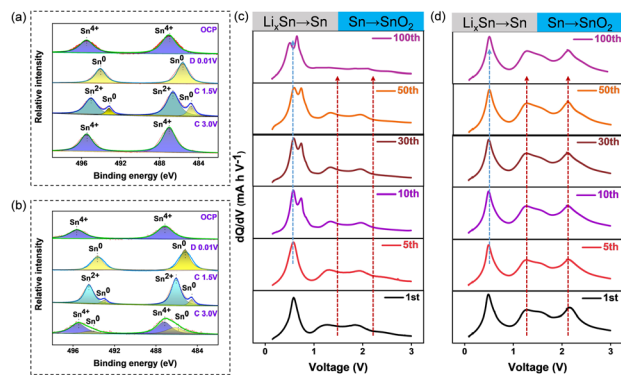 (a)
Sn4+ Sn4+ OCP
Sn0 Sn0 D 0.01V
Sn2+ Sn0 Sn2+ Sn0 C 1.5V
Sn4+ Sn4+ C 3.0V
Relative intensity
496 492 488 484
Binding energy (eV)
(b)
Sn4+ Sn4+ OCP
Sn0 Sn0 D 0.01V
Sn2+ Sn0 Sn2+ Sn0 C 1.5V
Sn4+ Sn0 Sn4+ Sn0 C 3.0V
Relative intensity
496 492 488 484
Binding energy (eV)
(c)
LixSn→Sn Sn→SnO2
100th
50th
30th
10th
5th
1st
dQ/dV (mA h V-1)
0 1 2 3
Voltage (V)
(d)
LixSn→Sn Sn→SnO2
100th
50th
30th
10th
5th
1st
0 1 2 3
Voltage (V)